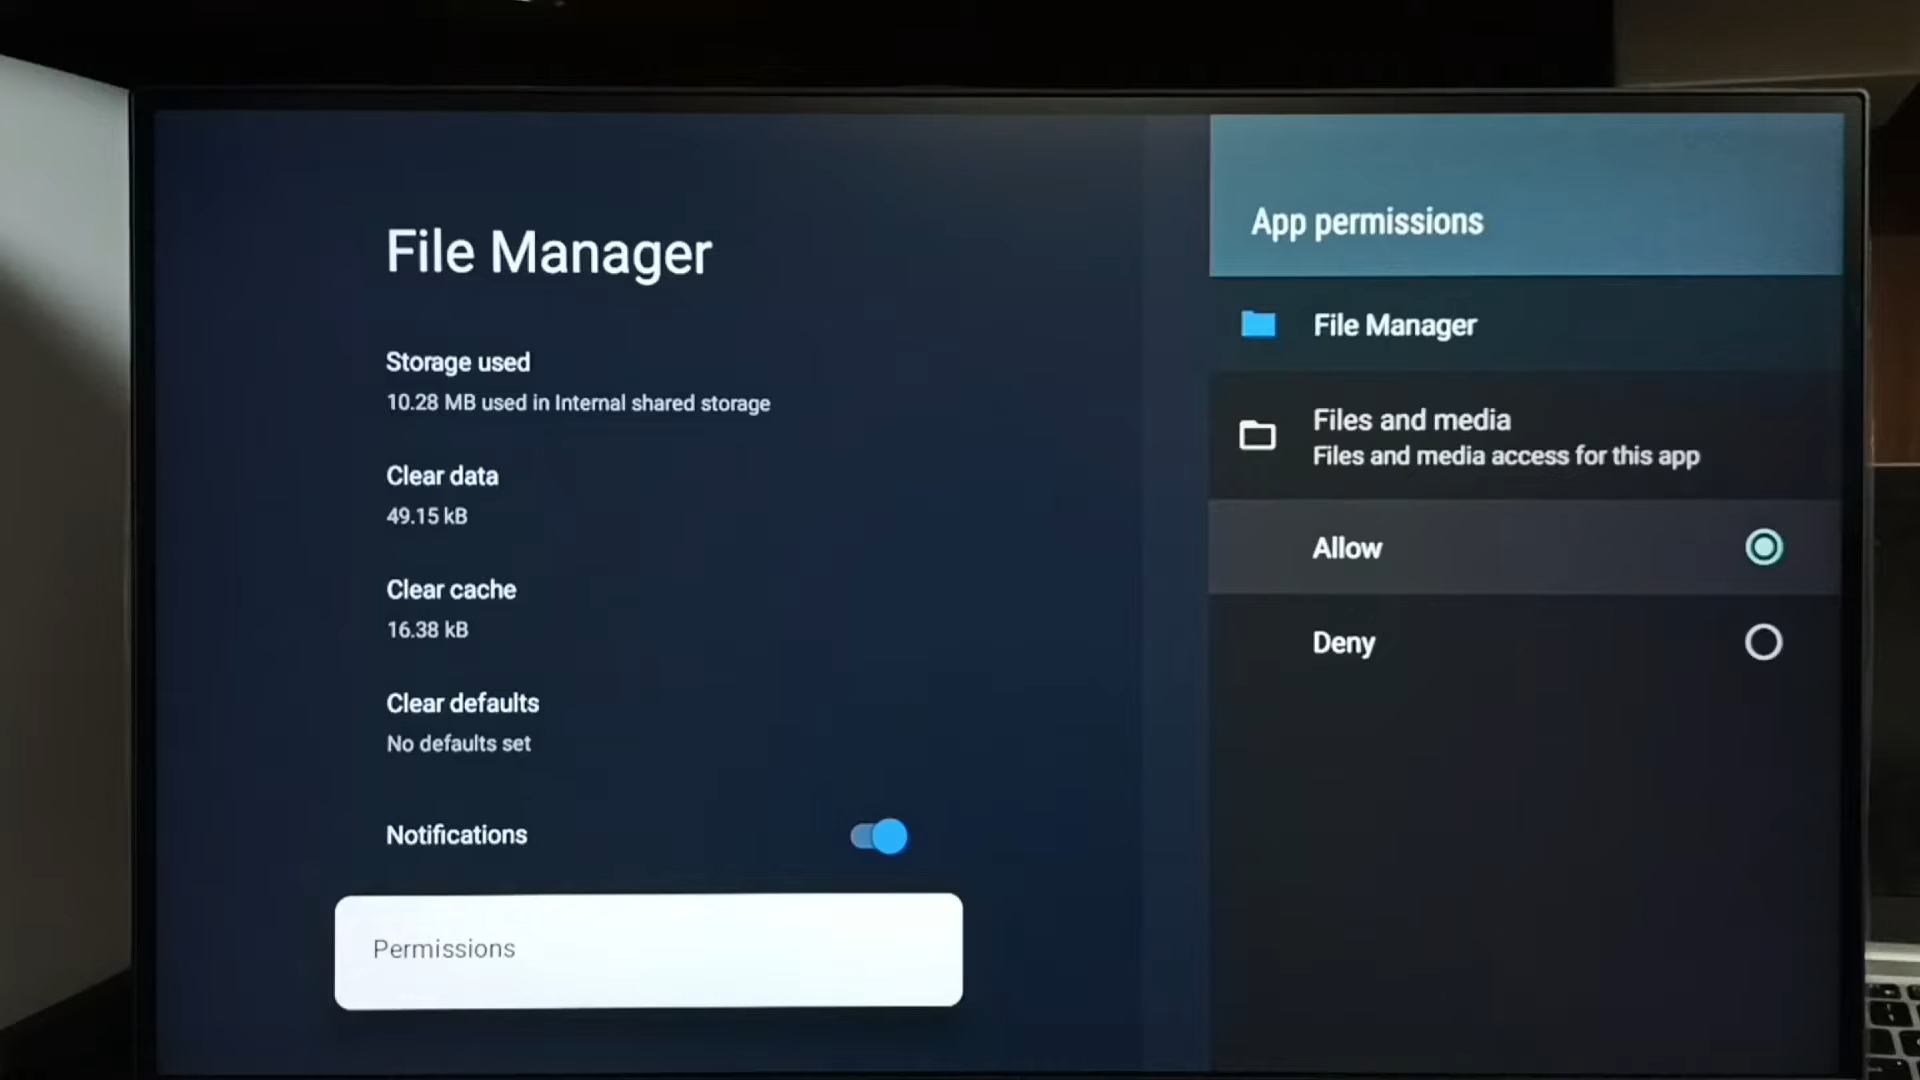 File Manager
Storage used
10.28 MB used in Internal shared storage
Clear data
49.15 kB
Clear cache
16.38 kB
Clear defaults
No defaults set
Notifications
Permissions
App permissions
File Manager
Files and media
Files and media access for this app
Allow
Deny